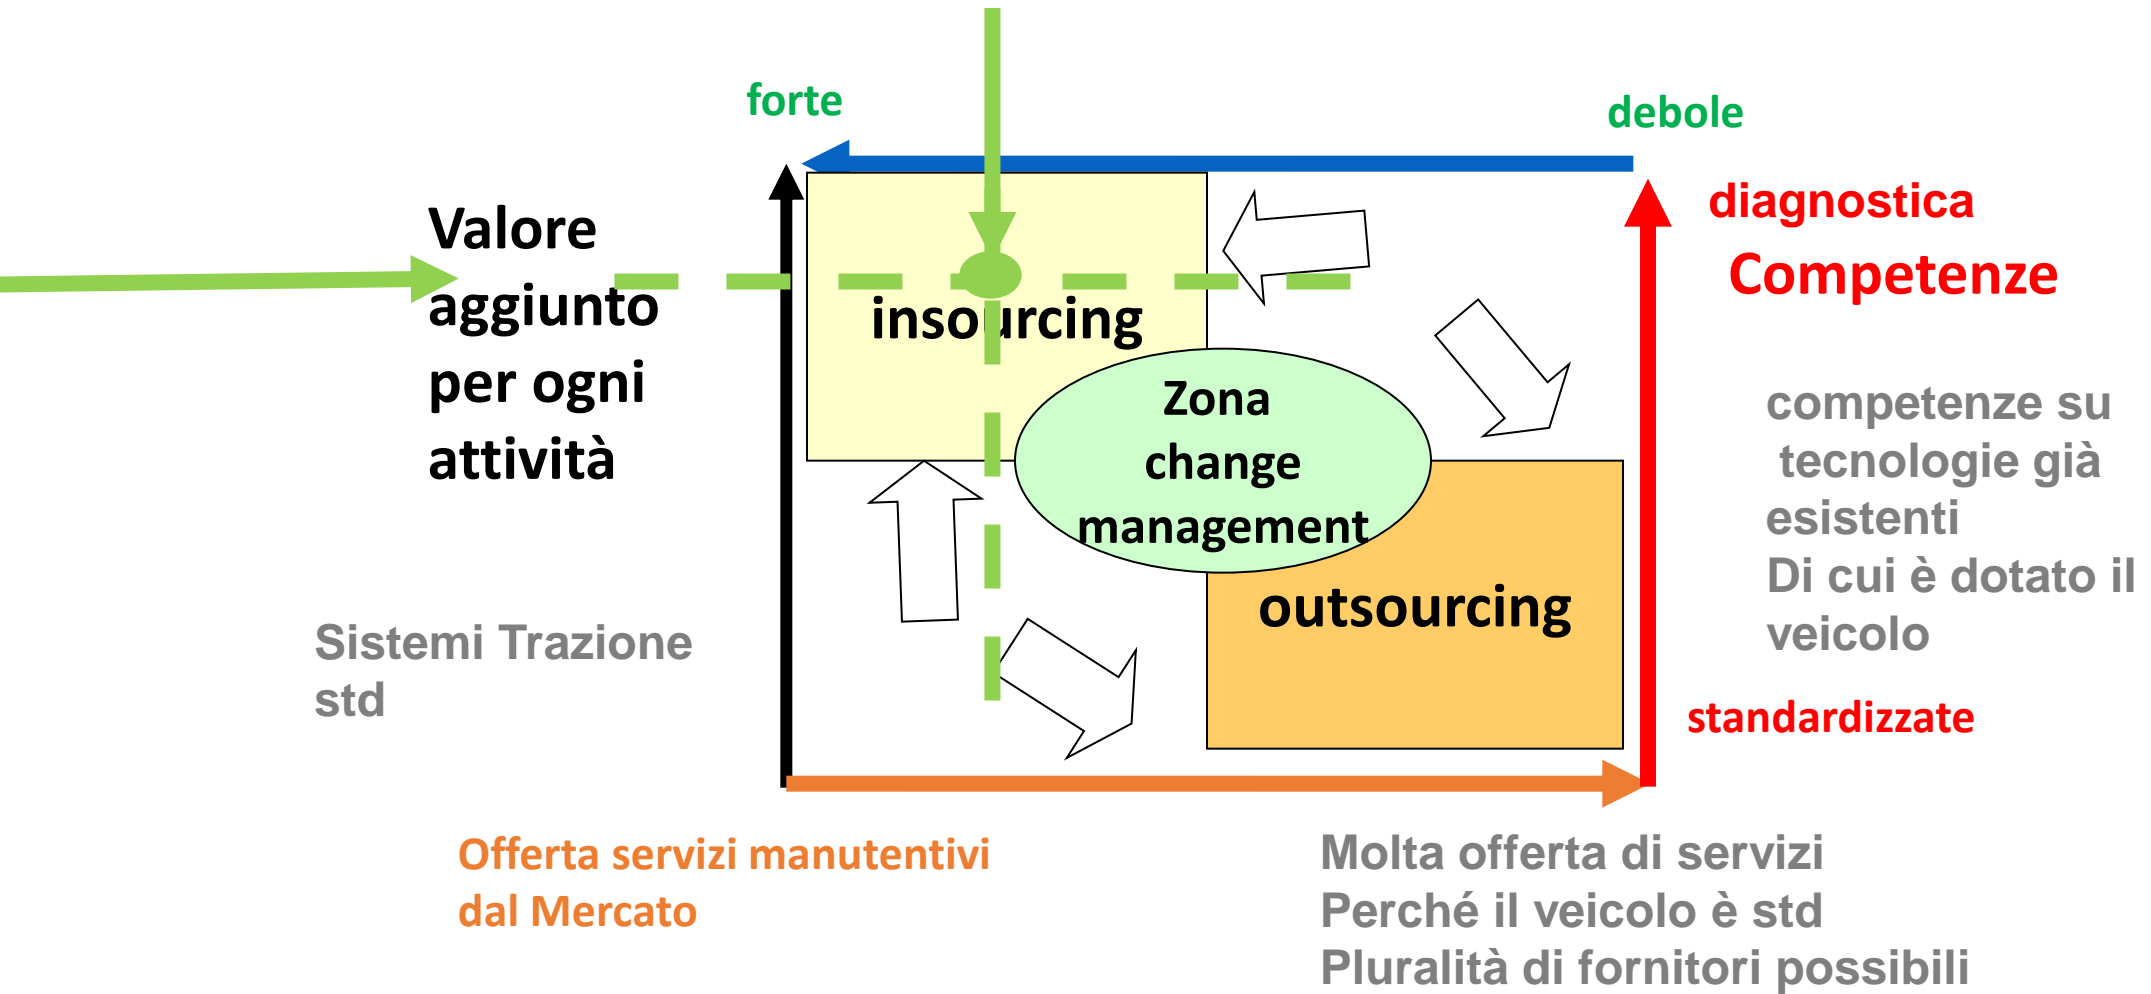 forte
debole
Valore
aggiunto
per ogni
attività
diagnostica
Competenze
insourcing
Zona
change
management
competenze su
tecnologie già
esistenti
Di cui è dotato il
veicolo
outsourcing
Sistemi Trazione
std
standardizzate
Offerta servizi manutentivi
dal Mercato
Molta offerta di servizi
Perché il veicolo è std
Pluralità di fornitori possibili